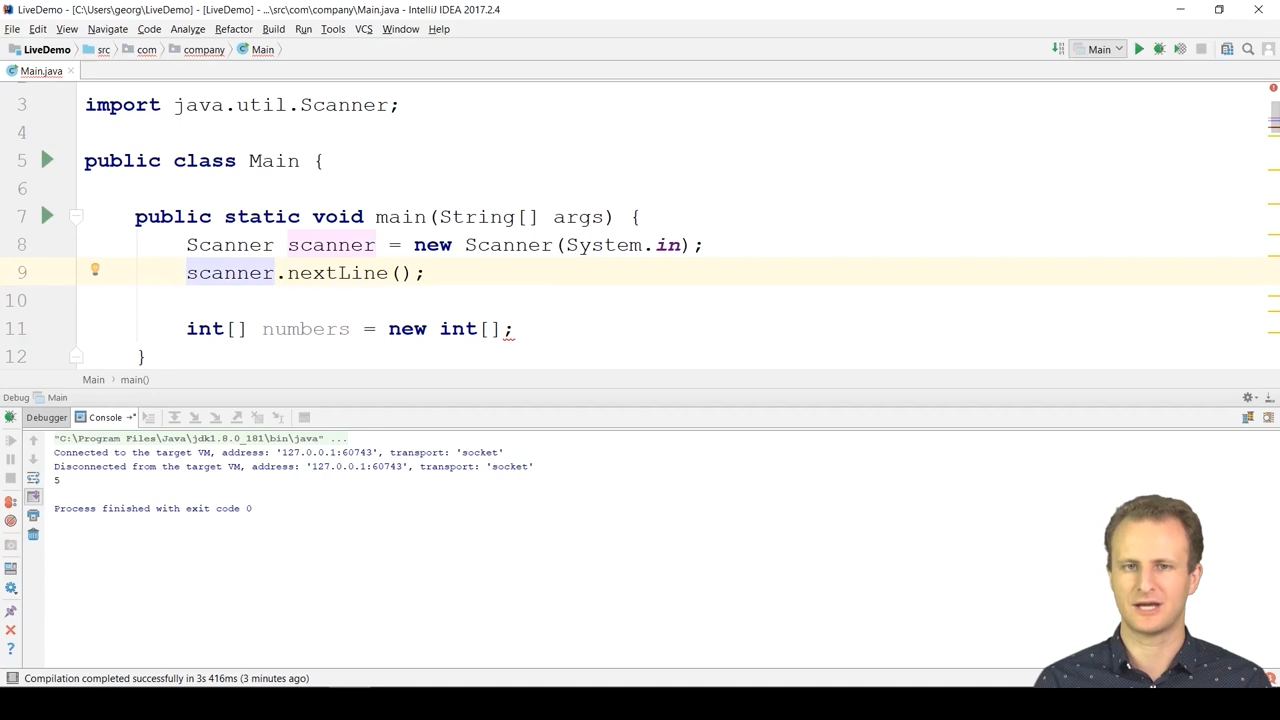 LiveDemo - [C:\Users\georg\LiveDemo] - [LiveDemo] - ...\src\com\company\Main.java - IntelliJ IDEA 2017.2.4
File Edit View Navigate Code Analyze Refactor Build Run Tools VCS Window Help
LiveDemo src com company Main Main
Main.java
3 import java.util.Scanner;
4
5 public class Main {
6
7 public static void main(String[] args) {
8 Scanner scanner = new Scanner(System.in);
9 scanner.nextLine();
10
11 int[] numbers = new int[];
12 }
Main main()
Debug Main
Debugger Console
"C:\Program Files\Java\jdk1.8.0_181\bin\java" ...
Connected to the target VM, address: '127.0.0.1:60743', transport: 'socket'
Disconnected from the target VM, address: '127.0.0.1:60743', transport: 'socket'
5
Process finished with exit code 0
Compilation completed successfully in 3s 416ms (3 minutes ago)